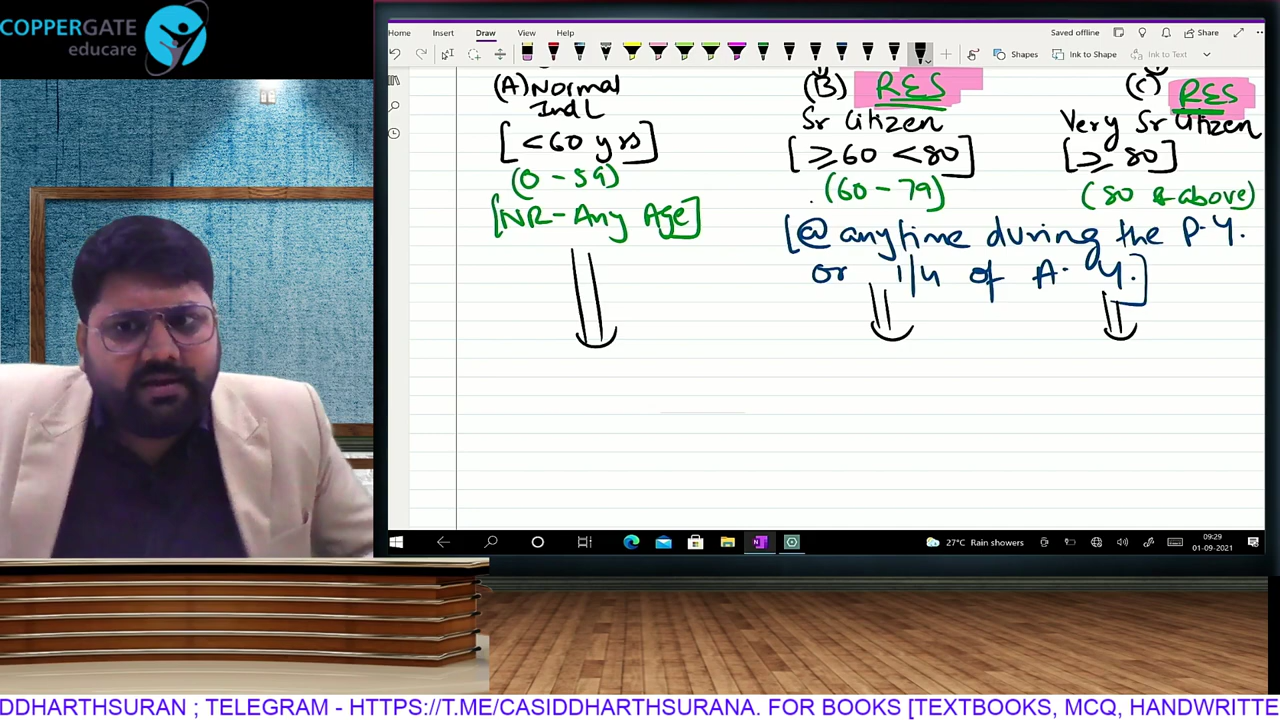 COPPERGATE
educare
Home Insert Draw View Help
Saved offline
Share
Shapes
Ink to Shape
Ink to Text
(A) Normal
Indl
[<60 yrs]
(0 - 59)
[NR-Any Age]
(B) RES
Sr Citizen
[≥60 <80]
(60 - 79)
(C) RES
Very Sr Citizen
[≥ 80]
(80 & above)
[@ anytime during the P.Y.
or 1/4 of A.Y.]
27°C Rain showers
09:29
01-09-2021
DDHARTHSURAN ; TELEGRAM - HTTPS://T.ME/CASIDDHARTHSURANA. FOR BOOKS [TEXTBOOKS, MCQ, HANDWRITTE